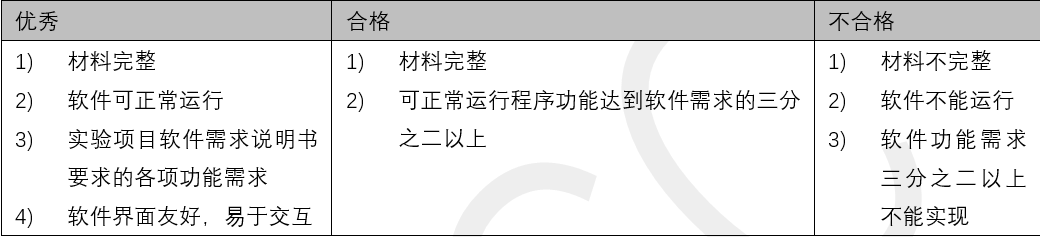 优秀
合格
不合格
1) 材料完整
2) 软件可正常运行
3) 实验项目软件需求说明书
要求的各项功能需求
4) 软件界面友好，易于交互
1) 材料完整
2) 可正常运行程序功能达到软件需求的三分
之二以上
1) 材料不完整
2) 软件不能运行
3) 软件功能需求
三分之二以上
不能实现